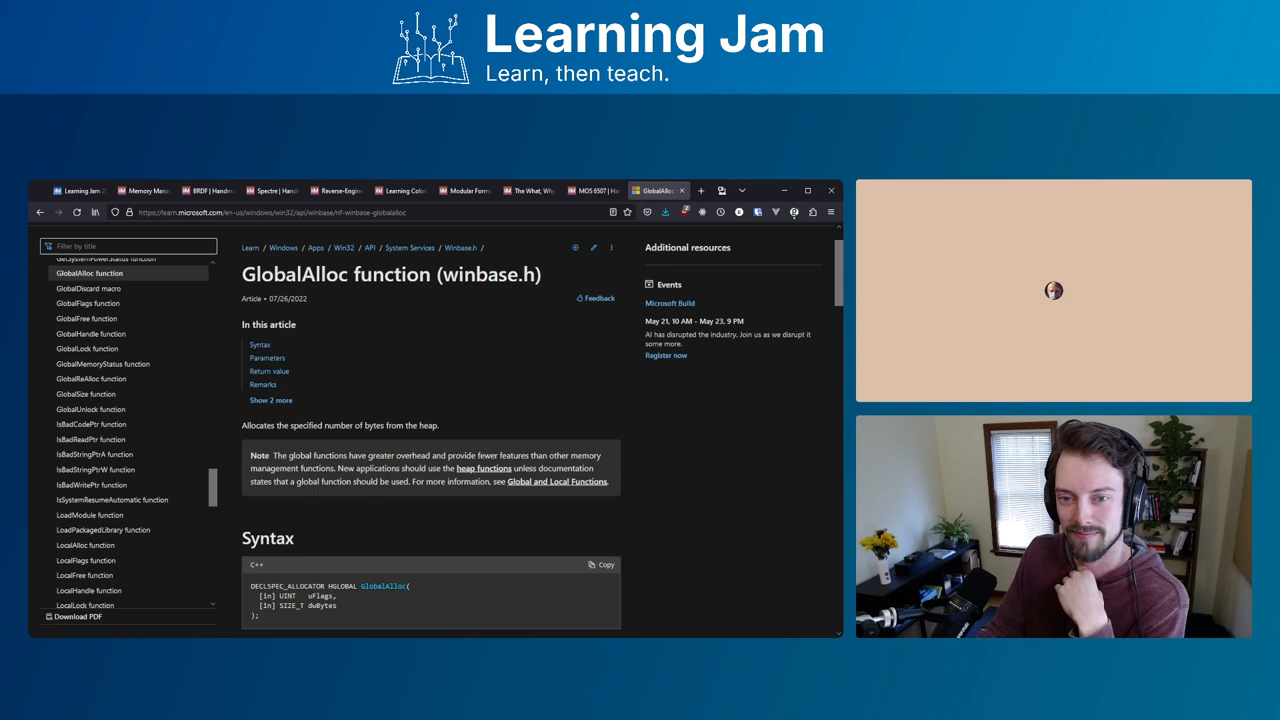 Learning Jam
Learn, then teach.
Learning Jam 2
Memory Mana
BRDF | Handm
Spectre | Hand
Reverse-Engin
Learning Colo
Modular Form
The What, Why
MOS 6507 | Ha
GlobalAlloc
https://learn.microsoft.com/en-us/windows/win32/api/winbase/nf-winbase-globalalloc
Filter by title
GetSystemPowerStatus function
GlobalAlloc function
GlobalDiscard macro
GlobalFlags function
GlobalFree function
GlobalHandle function
GlobalLock function
GlobalMemoryStatus function
GlobalReAlloc function
GlobalSize function
GlobalUnlock function
IsBadCodePtr function
IsBadReadPtr function
IsBadStringPtrA function
IsBadStringPtrW function
IsBadWritePtr function
IsSystemResumeAutomatic function
LoadModule function
LoadPackagedLibrary function
LocalAlloc function
LocalFlags function
LocalFree function
LocalHandle function
LocalLock function
Download PDF
Learn / Windows / Apps / Win32 / API / System Services / Winbase.h /
GlobalAlloc function (winbase.h)
Article • 07/26/2022
Feedback
In this article
Syntax
Parameters
Return value
Remarks
Show 2 more
Allocates the specified number of bytes from the heap.
Note The global functions have greater overhead and provide fewer features than other memory
management functions. New applications should use the heap functions unless documentation
states that a global function should be used. For more information, see Global and Local Functions.
Syntax
C++
Copy
DECLSPEC_ALLOCATOR HGLOBAL GlobalAlloc(
[in] UINT uFlags,
[in] SIZE_T dwBytes
);
Additional resources
Events
Microsoft Build
May 21, 10 AM - May 23, 9 PM
AI has disrupted the industry. Join us as we disrupt it
some more.
Register now